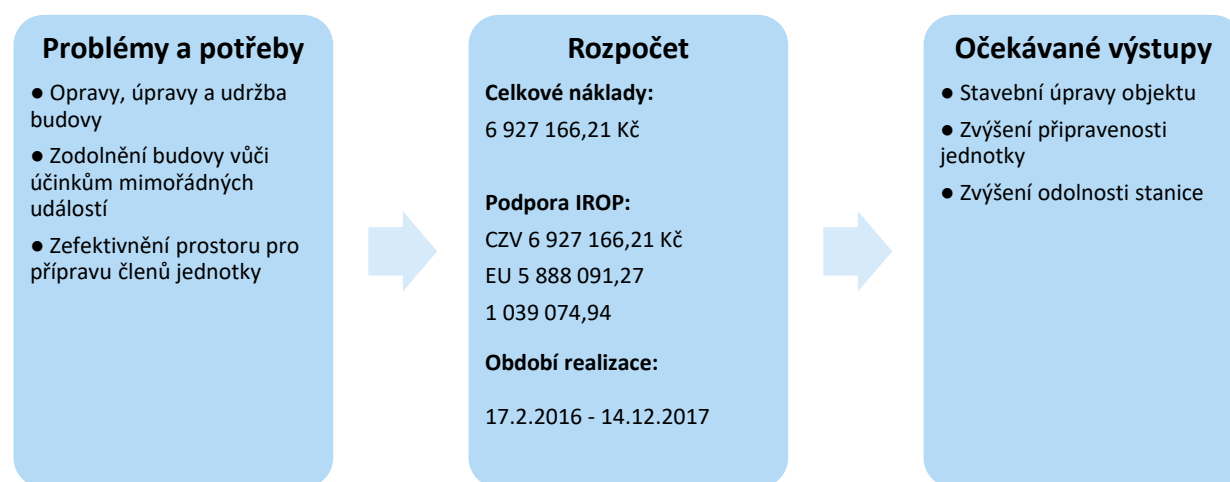 Problémy a potřeby
● Opravy, úpravy a udržba
budovy
● Zodolnění budovy vůči
účinkům mimořádných
událostí
● Zefektivnění prostoru pro
přípravu členů jednotky
Rozpočet
Celkové náklady:
6 927 166,21 Kč
Podpora IROP:
CZV 6 927 166,21 Kč
EU 5 888 091,27
1 039 074,94
Období realizace:
17.2.2016 - 14.12.2017
Očekávané výstupy
● Stavební úpravy objektu
● Zvýšení připravenosti
jednotky
● Zvýšení odolnosti stanice